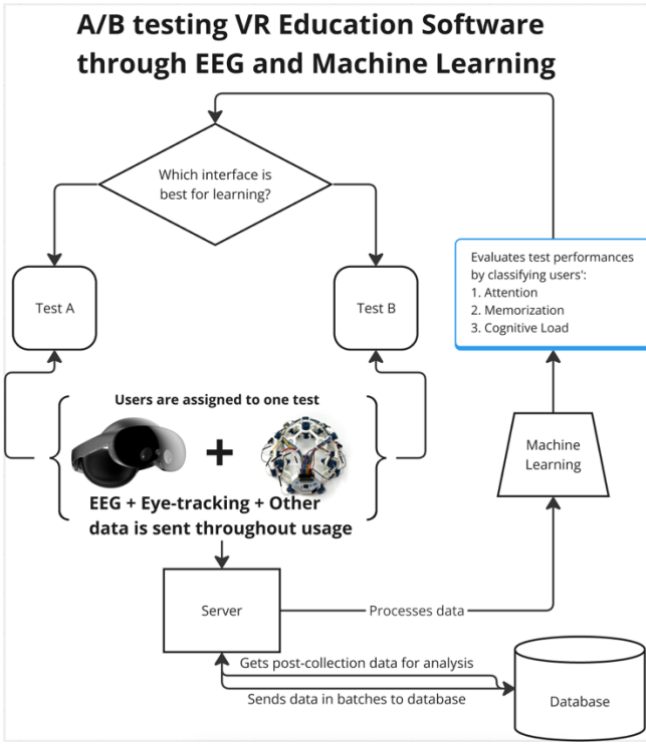 A/B testing VR Education Software
through EEG and Machine Learning
Which interface is
best for learning?
Test A
Test B
Evaluates test performances
by classifying users':
1. Attention
2. Memorization
3. Cognitive Load
Users are assigned to one test
+
EEG + Eye-tracking + Other
data is sent throughout usage
Machine
Learning
Server
Processes data
Gets post-collection data for analysis
Sends data in batches to database
Database